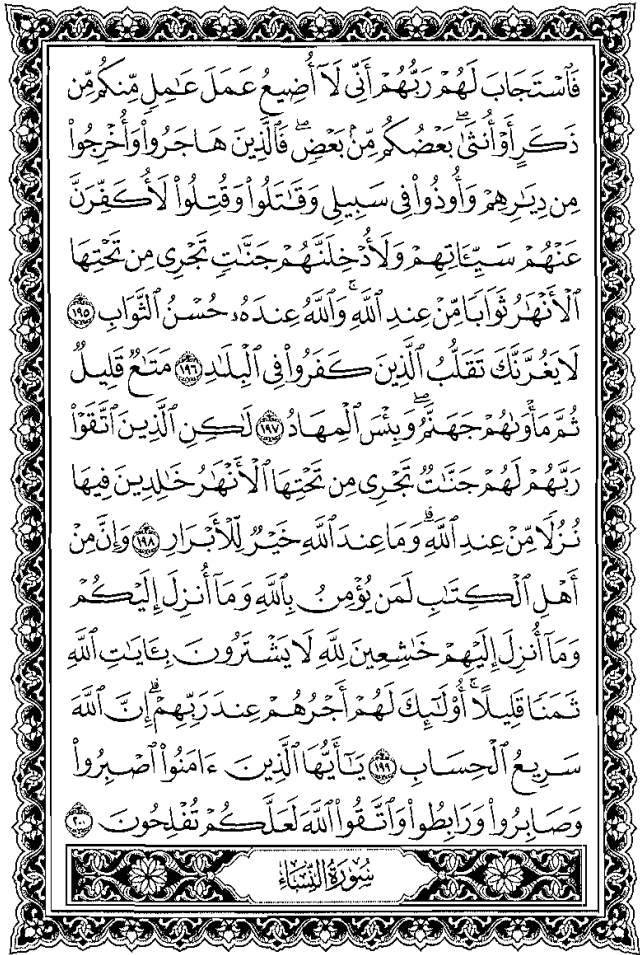 فَٱسْتَجَابَ لَهُمْ رَبُّهُمْ أَنِّي لَآ أُضِيعُ عَمَلَ عَـٰمِلٍ مِّنكُم مِّن
ذَكَرٍ أَوْ أُنثَىٰۖ بَعْضُكُم مِّنۢ بَعْضٍۖ فَٱلَّذِينَ هَاجَرُوا۟ وَأُخْرِجُوا۟
مِن دِيَـٰرِهِمْ وَأُوذُوا۟ فِى سَبِيلِى وَقَـٰتَلُوا۟ وَقُتِلُوا۟ لَأُكَفِّرَنَّ
عَنْهُمْ سَيِّـَٔاتِهِمْ وَلَأُدْخِلَنَّهُمْ جَنَّـٰتٍ تَجْرِى مِن تَحْتِهَا
ٱلْأَنْهَـٰرُ ثَوَابًا مِّنْ عِندِ ٱللَّهِۗ وَٱللَّهُ عِندَهُۥ حُسْنُ ٱلثَّوَابِ ١٩٥
لَا يَغُرَّنَّكَ تَقَلُّبُ ٱلَّذِينَ كَفَرُوا۟ فِى ٱلْبِلَـٰدِ ١٩٦ مَتَـٰعٌ قَلِيلٌ
ثُمَّ مَأْوَىٰهُمْ جَهَنَّمُۚ وَبِئْسَ ٱلْمِهَادُ ١٩٧ لَـٰكِنِ ٱلَّذِينَ ٱتَّقَوْا۟
رَبَّهُمْ لَهُمْ جَنَّـٰتٌ تَجْرِى مِن تَحْتِهَا ٱلْأَنْهَـٰرُ خَـٰلِدِينَ فِيهَا
نُزُلًا مِّنْ عِندِ ٱللَّهِۗ وَمَا عِندَ ٱللَّهِ خَيْرٌ لِّلْأَبْرَارِ ١٩٨ وَإِنَّ مِنْ
أَهْلِ ٱلْكِتَـٰبِ لَمَن يُؤْمِنُ بِٱللَّهِ وَمَآ أُنزِلَ إِلَيْكُمْ
وَمَآ أُنزِلَ إِلَيْهِمْ خَـٰشِعِينَ لِلَّهِ لَا يَشْتَرُونَ بِـَٔايَـٰتِ ٱللَّهِ
ثَمَنًا قَلِيلًاۗ أُو۟لَـٰٓئِكَ لَهُمْ أَجْرُهُمْ عِندَ رَبِّهِمْۗ إِنَّ ٱللَّهَ
سَرِيعُ ٱلْحِسَابِ ١٩٩ يَـٰٓأَيُّهَا ٱلَّذِينَ ءَامَنُوا۟ ٱصْبِرُوا۟
وَصَابِرُوا۟ وَرَابِطُوا۟ وَٱتَّقُوا۟ ٱللَّهَ لَعَلَّكُمْ تُفْلِحُونَ ٢٠٠
سُورَةُ النِّسَاءِ